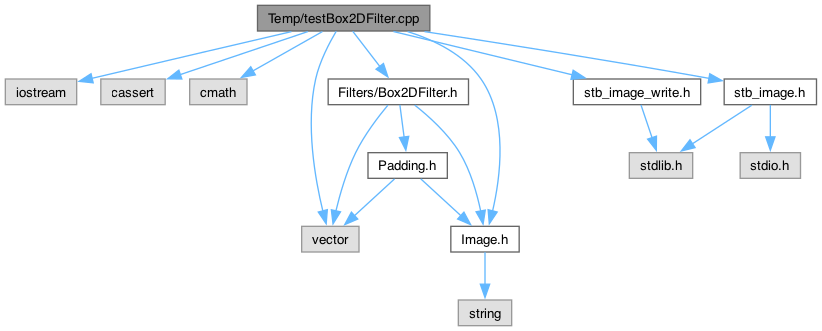 Temp/testBox2DFilter.cpp
iostream
cassert
cmath
Filters/Box2DFilter.h
stb_image_write.h
stb_image.h
Padding.h
stdlib.h
stdio.h
vector
Image.h
string